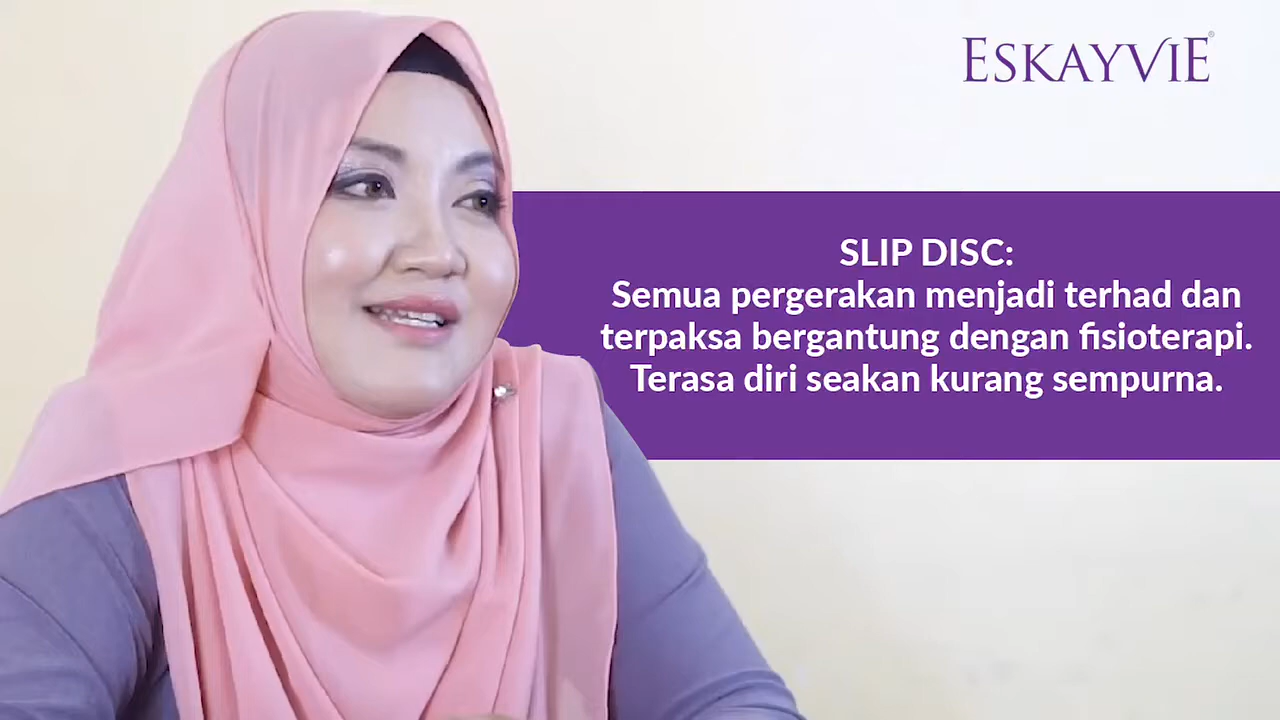 ESKAYVIE®
SLIP DISC:
Semua pergerakan menjadi terhad dan
terpaksa bergantung dengan fisioterapi.
Terasa diri seakan kurang sempurna.